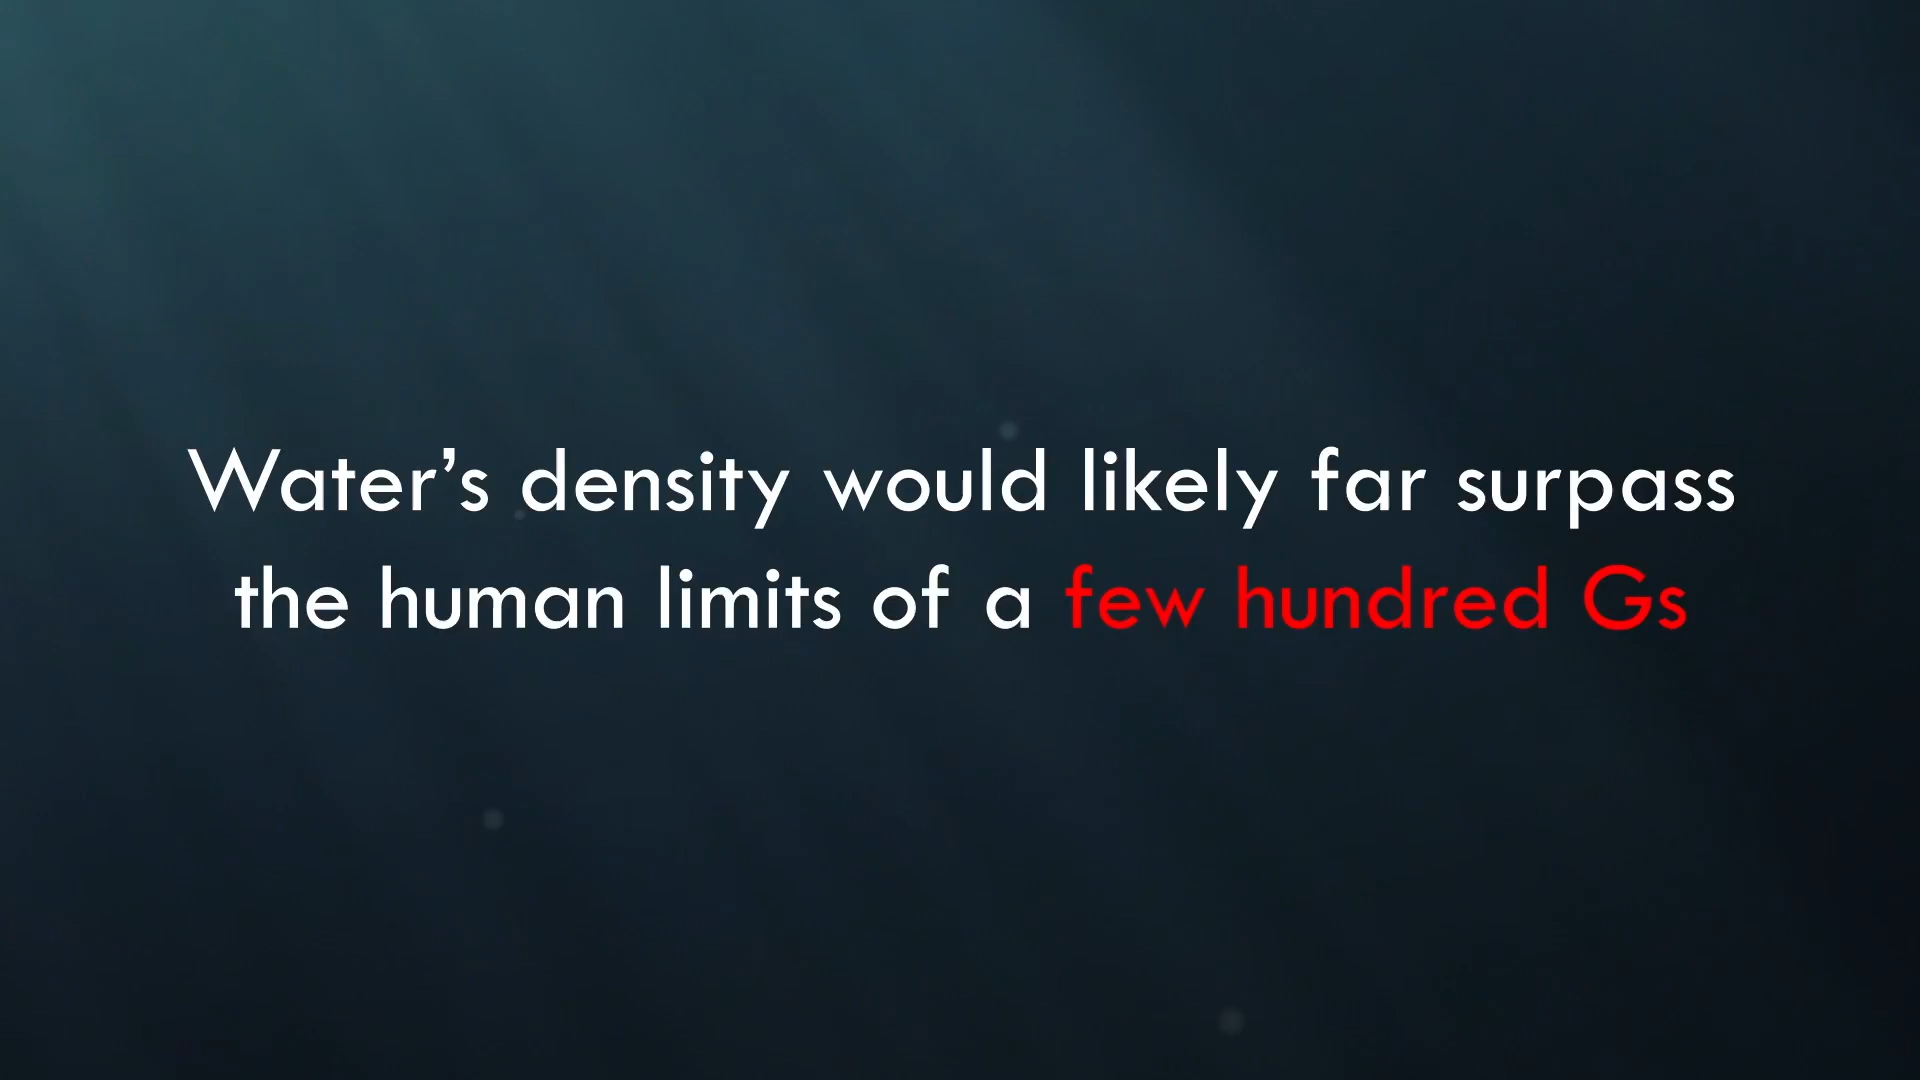 Water’s density would likely far surpass
the human limits of a few hundred Gs